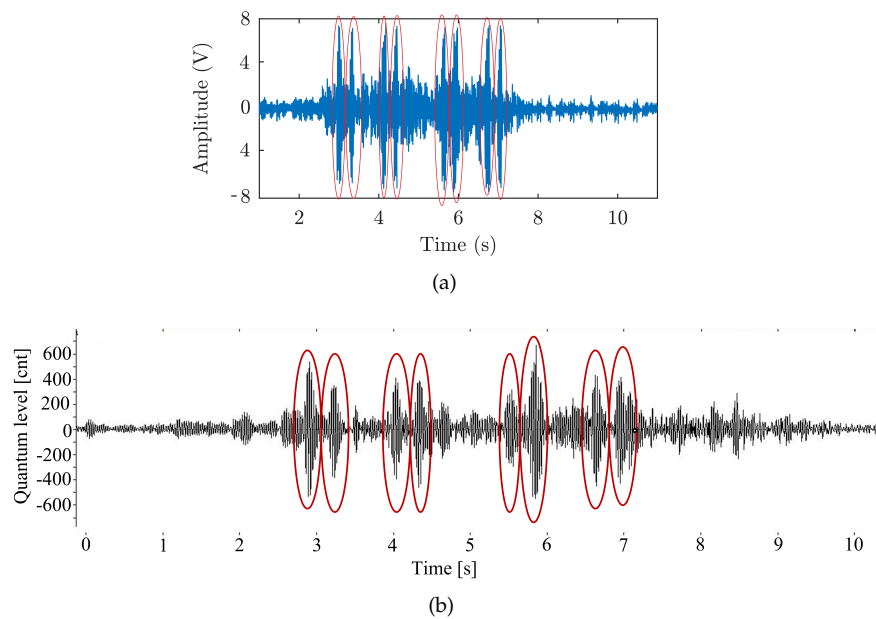 8
4
0
4
-8
Amplitude (V)
2 4 6 8 10
Time (s)
(a)
600
400
200
0
-200
-400
-600
Quantum level [cnt]
0 1 2 3 4 5 6 7 8 9 10
Time [s]
(b)